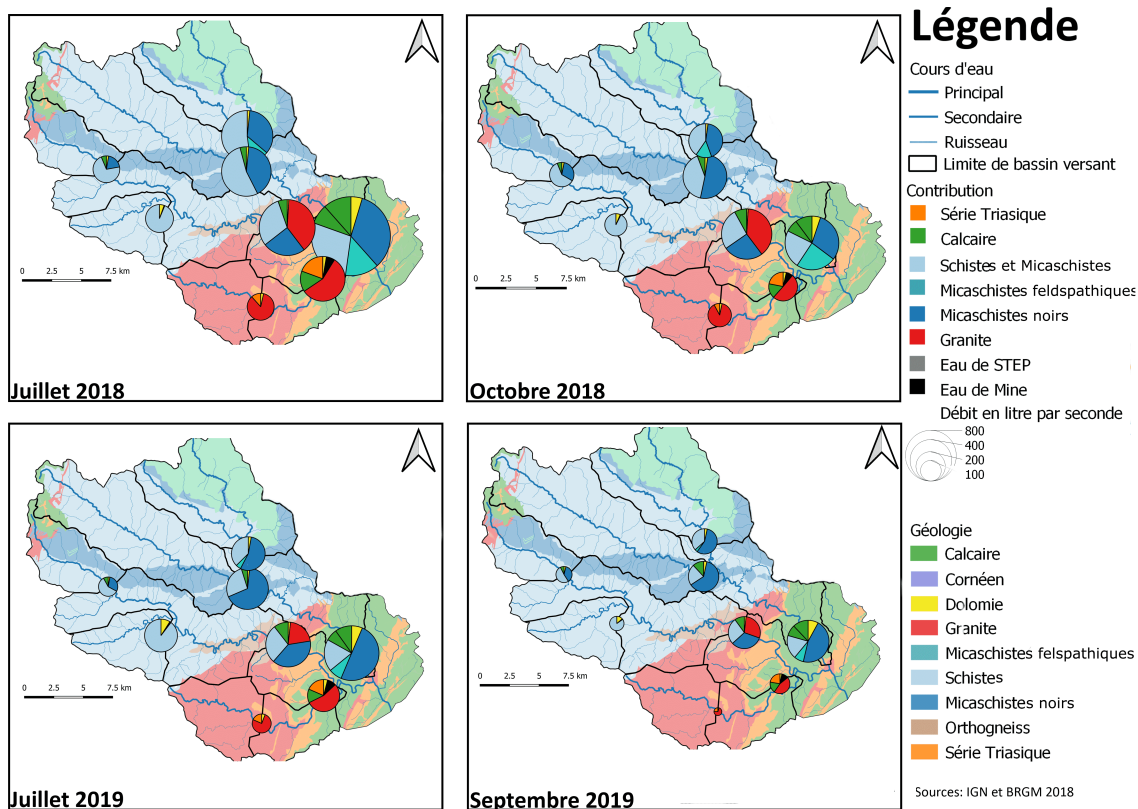 Légende
Cours d'eau
Principal
Secondaire
Ruisseau
Limite de bassin versant
Contribution
Série Triasique
Calcaire
Schistes et Micaschistes
Micaschistes feldspathiques
Micaschistes noirs
Granite
Eau de STEP
Eau de Mine
Débit en litre par seconde
800
400
200
100
Géologie
Calcaire
Cornéen
Dolomie
Granite
Micaschistes felspathiques
Schistes
Micaschistes noirs
Orthogneiss
Série Triasique
Sources: IGN et BRGM 2018
0 2.5 5 7.5 km
Juillet 2018
0 2.5 5 7.5 km
Octobre 2018
0 2.5 5 7.5 km
Juillet 2019
0 2.5 5 7.5 km
Septembre 2019